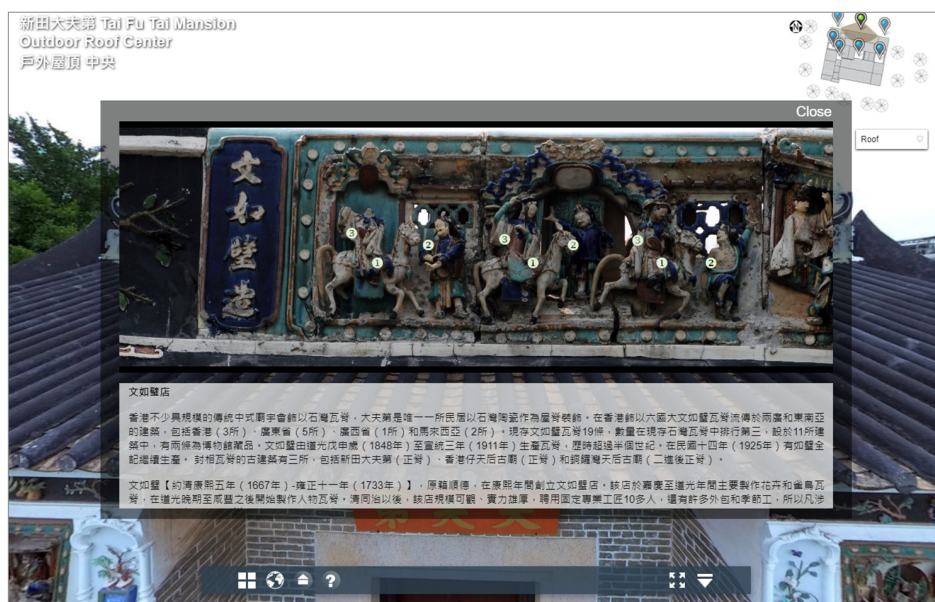 新田大夫第 Tai Fu Tai Mansion
Outdoor Roof Center
戶外屋頂 中央
Close
Roof
文如璧造
3
1
2
3
1
2
3
1
2
文如璧店
香港不少具規模的傳統中式廟宇會飾以石灣瓦脊，大夫第是唯一一所民居以石灣陶瓷作為屋脊裝飾。在香港飾以六國大文如璧瓦脊流傳於兩廣和東南亞
的建築，包括香港（3所）、廣東省（5所）、廣西省（1所）和馬來西亞（2所）。現存文如璧瓦脊19條，數量在現存石灣瓦脊中排行第三，設於11所建
築中，有兩條為博物館藏品。文如璧由道光戊申歲（1848年）至宣統三年（1911年）生產瓦脊，歷時超過半個世紀。在民國十四年（1925年）有如璧全
記繼續生產。 封相瓦脊的古建築有三所，包括新田大夫第（正脊）、香港仔天后古廟（正脊）和銅鑼灣天后古廟（二進後正脊）。
文如璧【約清康熙五年（1667年）-雍正十一年（1733年）】，原籍順德，在康熙年間創立文如璧店。該店於嘉慶至道光年間主要製作花卉和雀鳥瓦
脊，在道光晚期至咸豐之後開始製作人物瓦脊。清同治以後，該店規模可觀，資力雄厚，聘用固定專業工匠10多人，還有許多外包和季節工，所以凡涉